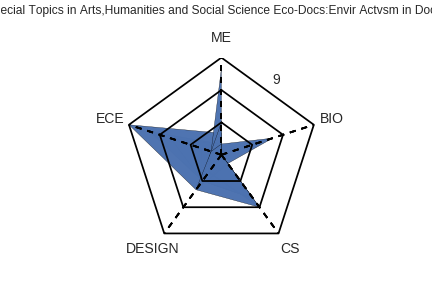 ecial Topics in Arts,Humanities and Social Science Eco-Docs:Envir Actvsm in Doc
ME
9
ECE
BIO
DESIGN
CS